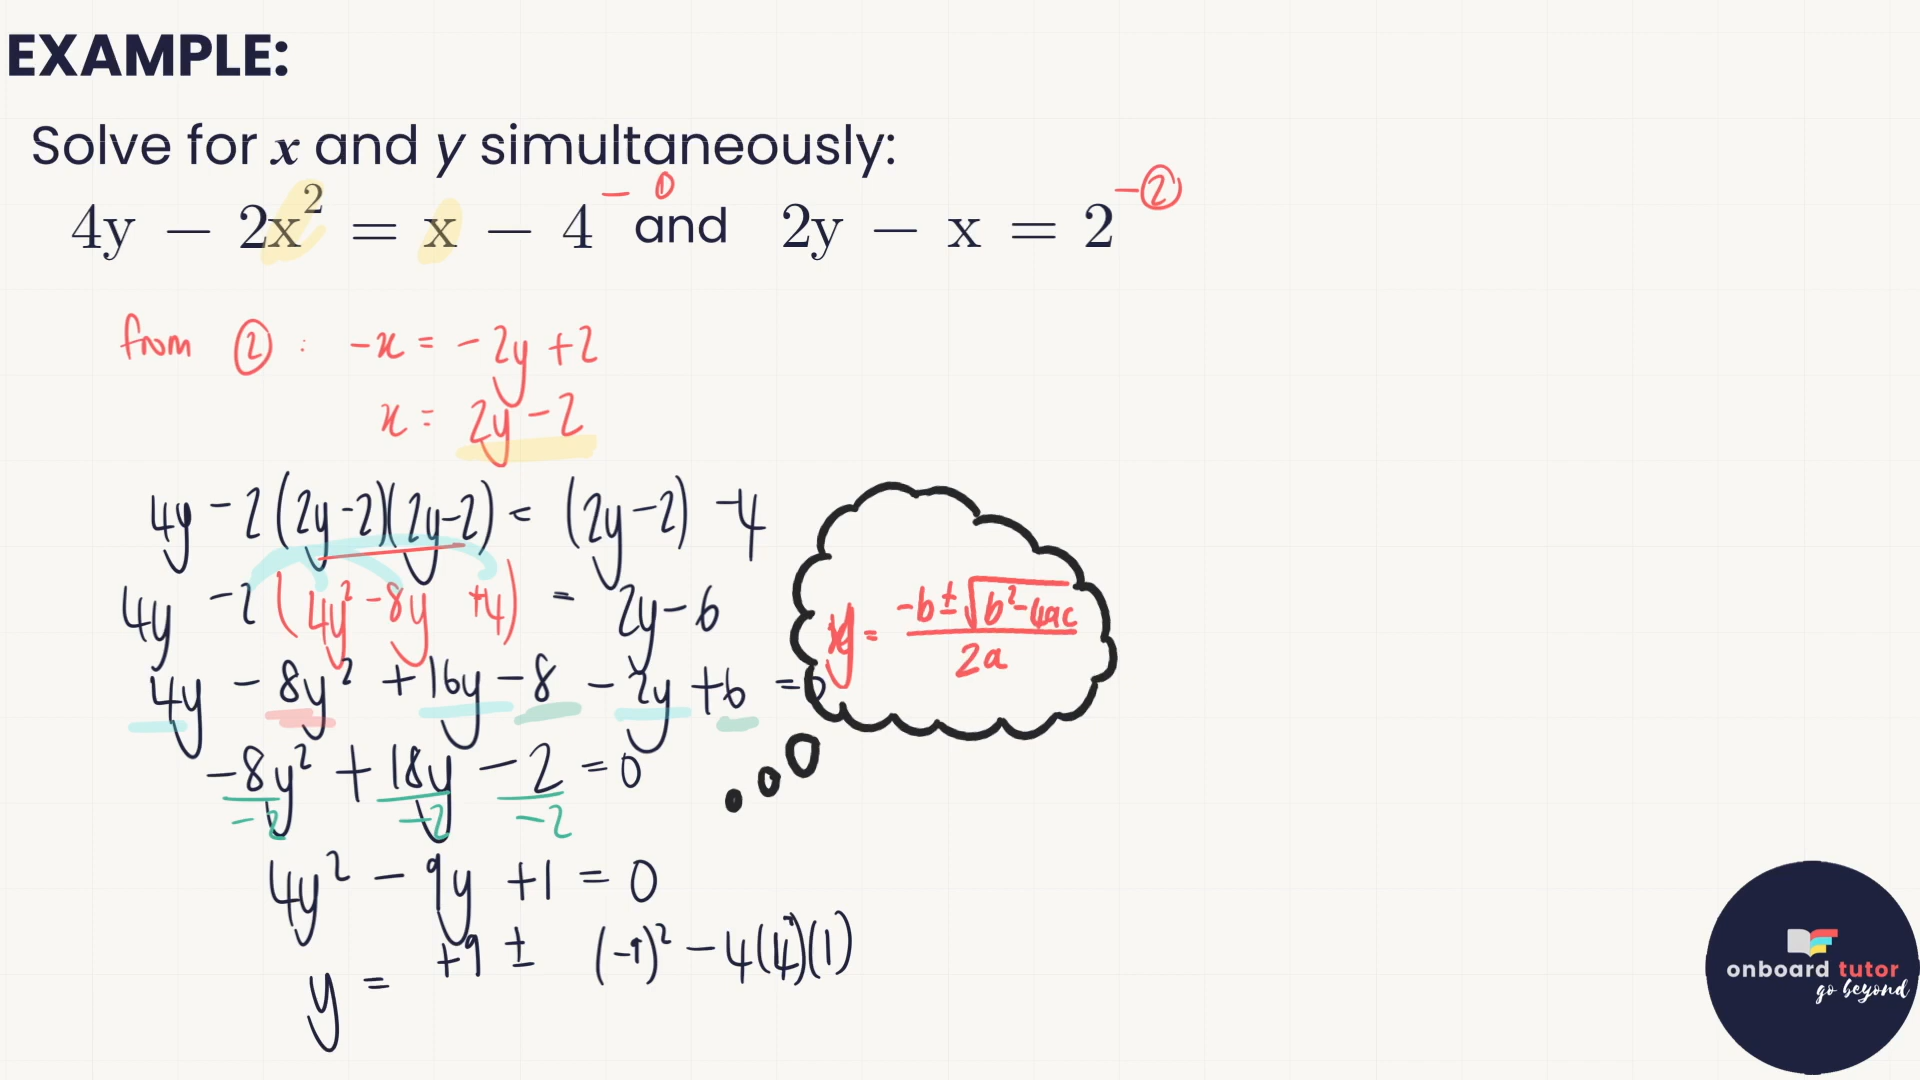 EXAMPLE:
Solve for x and y simultaneously:
4y − 2x² = x − 4 − ① and 2y − x = 2 − ②
from ② : -x = -2y + 2
x = 2y - 2
4y - 2(2y-2)(2y-2) = (2y-2) - 4
4y - 2(4y² - 8y + 4) = 2y - 6
4y - 8y² + 16y - 8 - 2y + 6 = 0
y = -b ± √b² - 4ac
2a
-8y² + 18y - 2 = 0
-2 -2 -2
4y² - 9y + 1 = 0
y = +9 ± (-9)² - 4(4)(1)
onboard tutor
go beyond